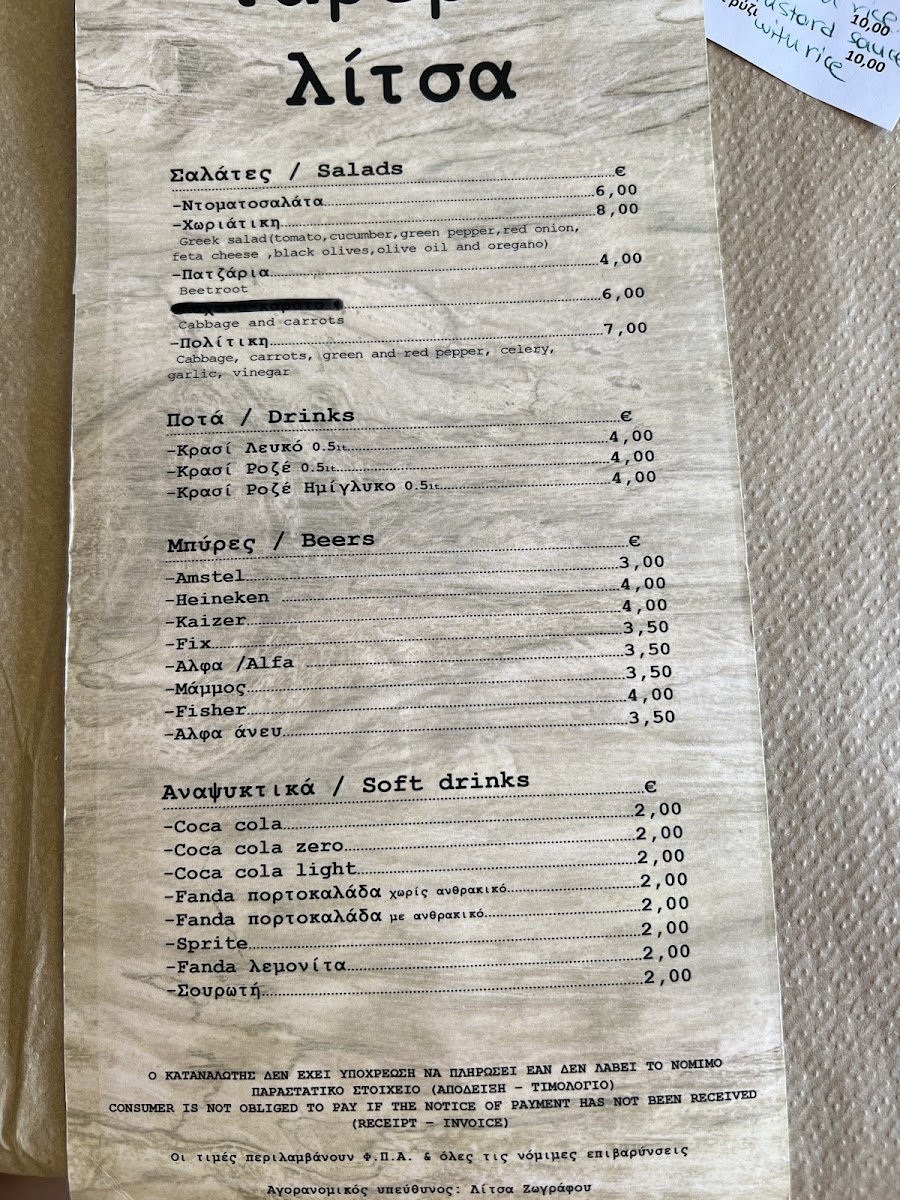 λίτσα
rice
10,00
mustard sauce
ρύζι
with rice
10,00
Σαλάτες / Salads €
-Ντοματοσαλάτα 6,00
-Χωριάτικη 8,00
Greek salad(tomato,cucumber,green pepper,red onion,
feta cheese ,black olives,olive oil and oregano)
-Πατζάρια 4,00
Beetroot
6,00
Cabbage and carrots
-Πολίτικη 7,00
Cabbage, carrots, green and red pepper, celery,
garlic, vinegar
Ποτά / Drinks €
-Κρασί Λευκό 0.5lt 4,00
-Κρασί Ροζέ 0.5lt 4,00
-Κρασί Ροζέ Ημίγλυκο 0.5lt 4,00
Μπύρες / Beers €
-Amstel 3,00
-Heineken 4,00
-Kaizer 4,00
-Fix 3,50
-Αλφα /Alfa 3,50
-Μάμμος 3,50
-Fisher 4,00
-Αλφα άνευ 3,50
Αναψυκτικά / Soft drinks €
-Coca cola 2,00
-Coca cola zero 2,00
-Coca cola light 2,00
-Fanda πορτοκαλάδα χωρίς ανθρακικό 2,00
-Fanda πορτοκαλάδα με ανθρακικό 2,00
-Sprite 2,00
-Fanda λεμονίτα 2,00
-Σουρωτή 2,00
Ο ΚΑΤΑΝΑΛΩΤΗΣ ΔΕΝ ΕΧΕΙ ΥΠΟΧΡΕΩΣΗ ΝΑ ΠΛΗΡΩΣΕΙ ΕΑΝ ΔΕΝ ΛΑΒΕΙ ΤΟ ΝΟΜΙΜΟ
ΠΑΡΑΣΤΑΤΙΚΟ ΣΤΟΙΧΕΙΟ (ΑΠΟΔΕΙΞΗ - ΤΙΜΟΛΟΓΙΟ)
CONSUMER IS NOT OBLIGED TO PAY IF THE NOTICE OF PAYMENT HAS NOT BEEN RECEIVED
(RECEIPT - INVOICE)
Οι τιμές περιλαμβάνουν Φ.Π.Α. & όλες τις νόμιμες επιβαρύνσεις
Αγορανομικός υπεύθυνος: Λίτσα Ζωγράφου